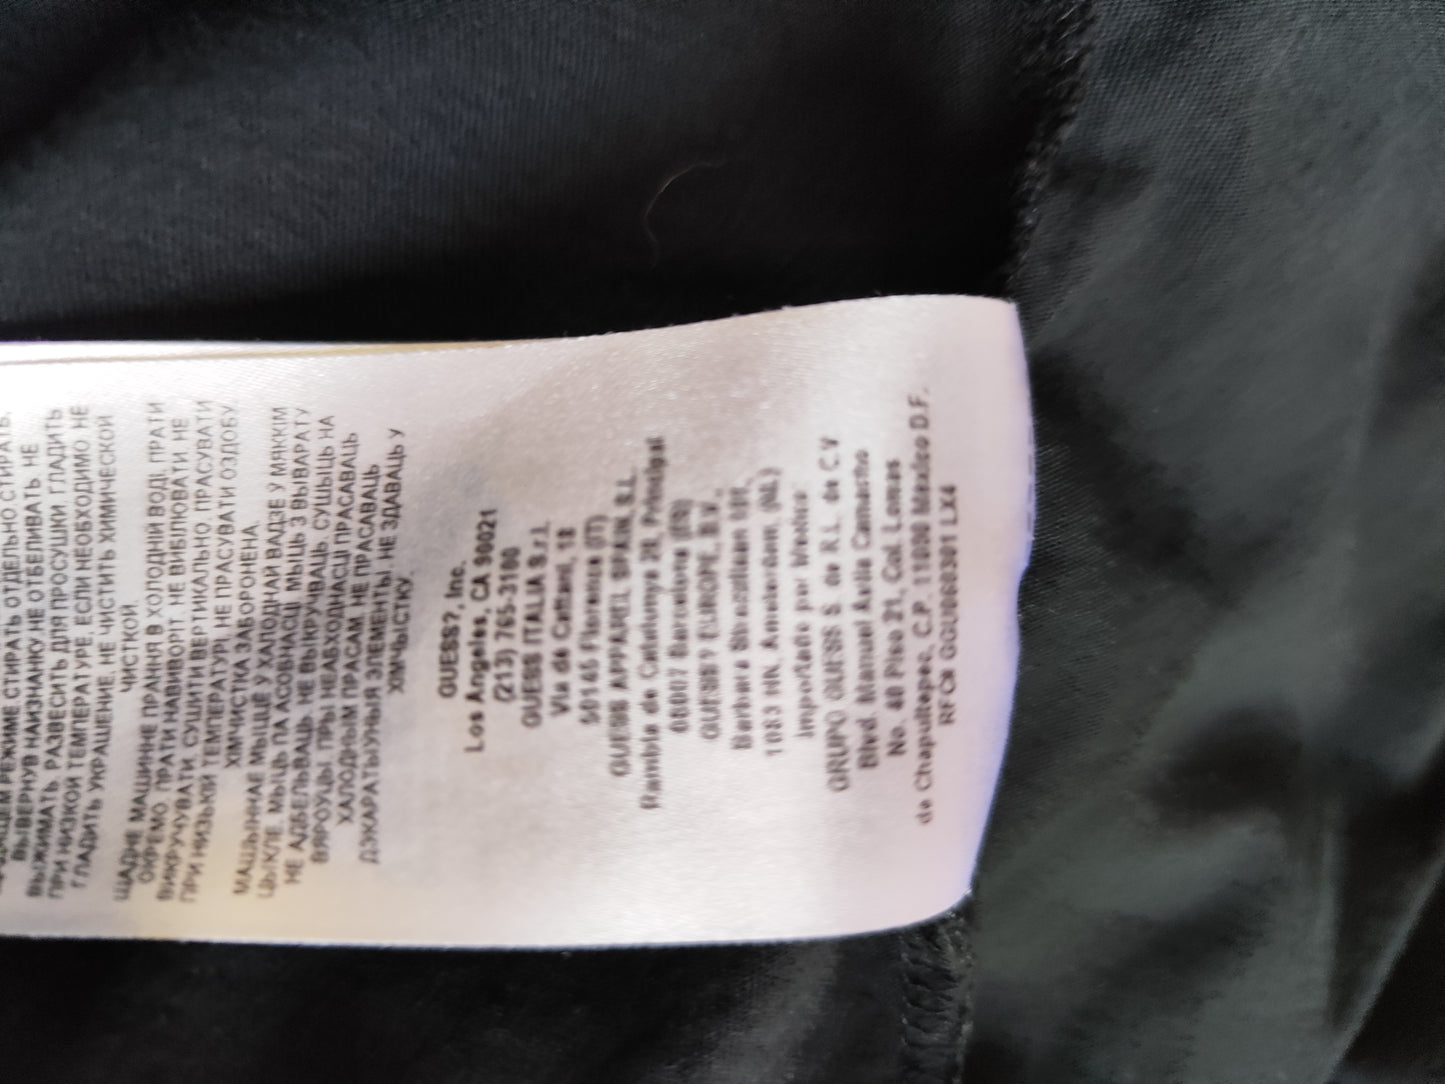 РЕЖИМЕ СТИРАТЬ ОТДЕЛЬНО СТИРАТЬ,
ВЫВЕРНУВ НАИЗНАНКУ НЕ ОТБЕЛИВАТЬ. НЕ
ВЫЖИМАТЬ. РАЗВЕСИТЬ ДЛЯ ПРОСУШКИ ГЛАДИТЬ
ПРИ НИЗКОЙ ТЕМПЕРАТУРЕ, ЕСЛИ НЕОБХОДИМО НЕ
ГЛАДИТЬ УКРАШЕНИЕ, НЕ ЧИСТИТЬ ХИМИЧЕСКОЙ
ЧИСТКОЙ
ЩАДНЕ МАШИННЕ ПРАННЯ В ХОЛОДНІЙ ВОДІ. ПРАТИ
ОКРЕМО. ПРАТИ НАВИВОРІТ. НЕ ВИБІЛЮВАТИ НЕ
ВИКРУЧУВАТИ. СУШИТИ ВЕРТИКАЛЬНО ПРАСУВАТИ
ПРИ НИЗЬКІЙ ТЕМПЕРАТУРІ. НЕ ПРАСУВАТИ ОЗДОБУ
ХІМЧИСТКА ЗАБОРОНЕНА.
МАШЫННАЕ МЫЦЦЁ Ў ХАЛОДНАЙ ВАДЗЕ У МЯККІМ
ЦЫКЛЕ. МЫЦЬ ПА АСОБНАСЦІ. МЫЦЬ З ВЫВАРАТУ
НЕ АДБЕЛЬВАЦЬ. НЕ ВЫКРУЧВАЦЬ. СУШЫЦЬ НА
ВЯРОЎЦЫ. ПРЫ НЕАБХОДНАСЦІ ПРАСАВАЦЬ
ХАЛОДНЫМ ПРАСАМ. НЕ ПРАСАВАЦЬ
ДЭКАРАТЫЎНЫЯ ЭЛЕМЕНТЫ. НЕ ЗДАВАЦЬ У
ХІМЧЫСТКУ
GUESS?, Inc.
Los Angeles, CA 90021
(213) 765-3100
GUESS ITALIA S.r.l.
Via de Cattani, 18
50145 Florenze (IT)
GUESS APPAREL SPAIN, S.L.
Rambla de Catalunya 28, Principal
08007 Barcelona (ES)
GUESS? EUROPE, B.V.
Barbara Strozzilaan
1083 HN. Amsterdam. (NL)
Importado por Mexico:
GRUPO GUESS S. de R.L. de C V
Blvd. Manuel Avila Camacho
No. 40 Piso 21, Col. Lomas
de Chapultepec, C.P. 11000 Mexico D.F.
RFC# GGU060301 LX4